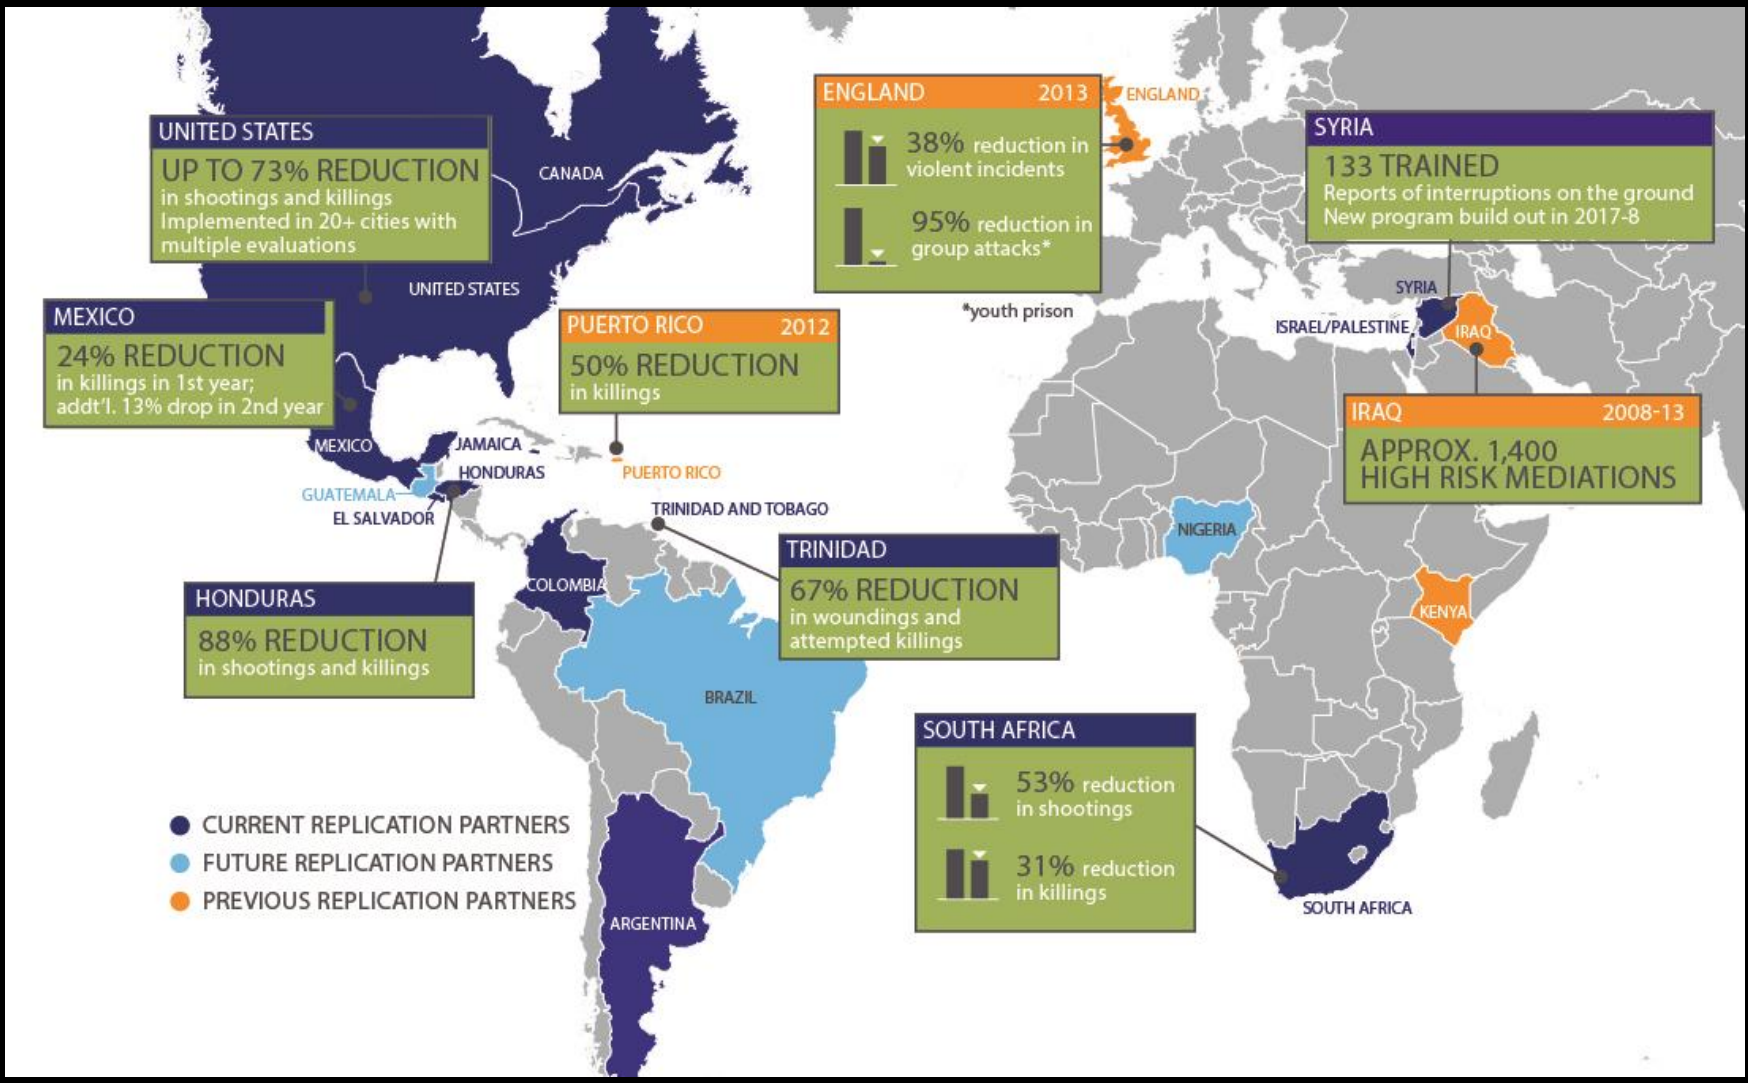 UNITED STATES
UP TO 73% REDUCTION
in shootings and killings
Implemented in 20+ cities with
multiple evaluations
CANADA
UNITED STATES
MEXICO
24% REDUCTION
in killings in 1st year;
addt'l. 13% drop in 2nd year
MEXICO
JAMAICA
HONDURAS
GUATEMALA
EL SALVADOR
PUERTO RICO 2012
50% REDUCTION
in killings
PUERTO RICO
ENGLAND 2013
38% reduction in
violent incidents
95% reduction in
group attacks*
*youth prison
ENGLAND
SYRIA
133 TRAINED
Reports of interruptions on the ground
New program build out in 2017-8
SYRIA
ISRAEL/PALESTINE
IRAQ
IRAQ 2008-13
APPROX. 1,400
HIGH RISK MEDIATIONS
TRINIDAD AND TOBAGO
TRINIDAD
67% REDUCTION
in woundings and
attempted killings
HONDURAS
88% REDUCTION
in shootings and killings
COLOMBIA
BRAZIL
ARGENTINA
NIGERIA
KENYA
SOUTH AFRICA
53% reduction
in shootings
31% reduction
in killings
SOUTH AFRICA
CURRENT REPLICATION PARTNERS
FUTURE REPLICATION PARTNERS
PREVIOUS REPLICATION PARTNERS